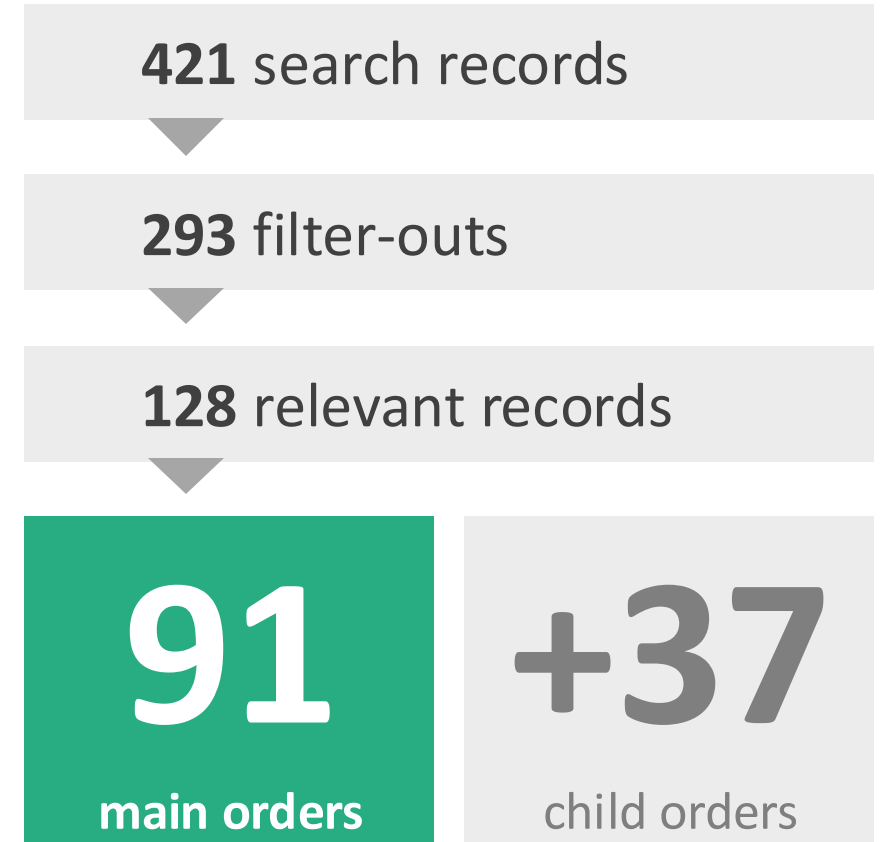 421 search records
293 filter-outs
128 relevant records
91
main orders
+37
child orders